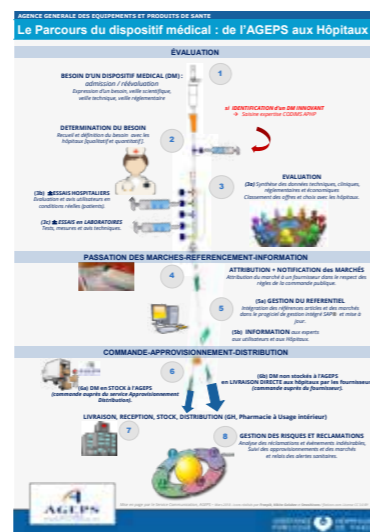 AGENCE GENERALE DES EQUIPEMENTS ET PRODUITS DE SANTE
Le Parcours du dispositif médical : de l'AGEPS aux Hôpitaux
ÉVALUATION
BESOIN D'UN DISPOSITIF MEDICAL (DM) :
admission / réévaluation
Expression d'un besoin, veille scientifique,
veille technique, veille réglementaire
1
si IDENTIFICATION d'un DM INNOVANT
→ Saisine expertise CODIMS APHP
DETERMINATION DU BESOIN
Recueil et définition du besoin avec les
hôpitaux (qualitatif et quantitatif).
2
3
EVALUATION
(3a) Synthèse des données techniques, cliniques,
réglementaires et économiques
Classement des offres et choix avec les hôpitaux.
(3b) ESSAIS HOSPITALIERS
Evaluation et avis utilisateurs en
conditions réelles (patients).
(3c) ESSAIS en LABORATOIRES
Tests, mesures et avis techniques.
PASSATION DES MARCHES-REFERENCEMENT-INFORMATION
4
ATTRIBUTION + NOTIFICATION des MARCHÉS
Attribution du marché à un fournisseur dans le respect des
règles de la commande publique.
5
(5a) GESTION DU REFERENTIEL
Intégration des références articles et des marchés
dans le progiciel de gestion intégré SAP® et mise à
jour.
(5b) INFORMATION aux experts
aux utilisateurs et aux Hôpitaux.
COMMANDE-APPROVISIONNEMENT-DISTRIBUTION
6
(6a) DM en STOCK à l'AGEPS
(commande auprès du service Approvisionnement
Distribution).
(6b) DM non stockés à l'AGEPS
en LIVRAISON DIRECTE aux hôpitaux par les fournisseurs
(commande auprès du fournisseur).
LIVRAISON, RECEPTION, STOCK, DISTRIBUTION (GH, Pharmacie à Usage intérieur)
7
8
GESTION DES RISQUES ET RECLAMATIONS
Analyse des réclamations et événements indésirables,
Suivi des approvisionnements et des marchés
et relais des alertes sanitaires.
AGEPS